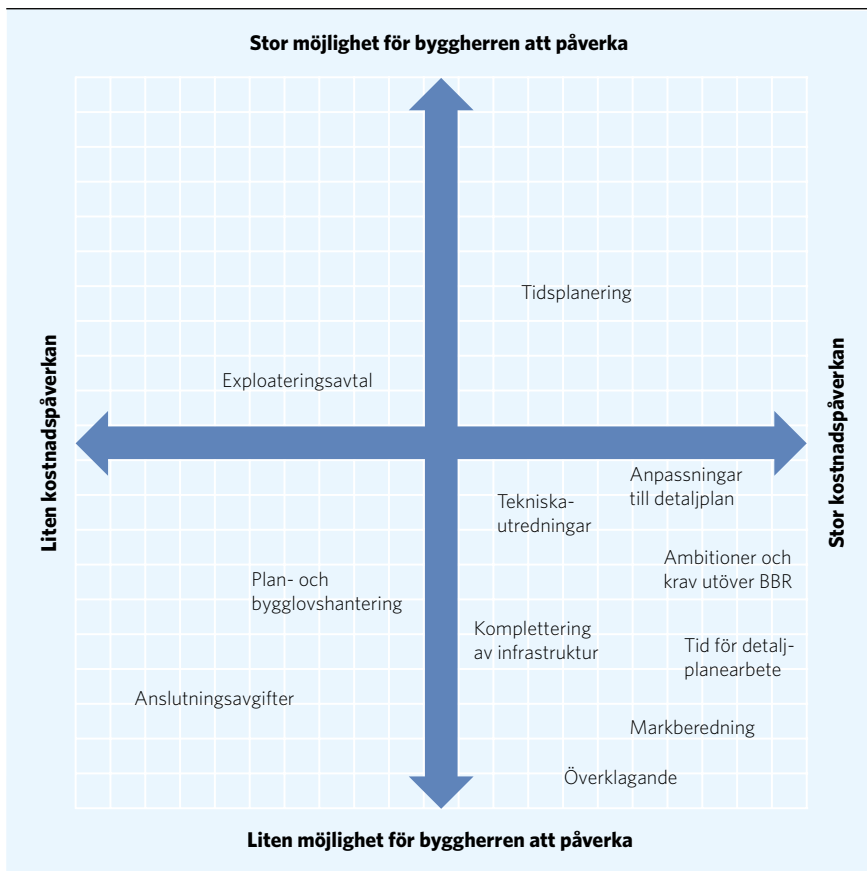 Stor möjlighet för byggherren att påverka
Tidsplanering
Exploateringsavtal
Liten kostnadspåverkan
Stor kostnadspåverkan
Anpassningar
till detaljplan
Tekniska-
utredningar
Ambitioner och
krav utöver BBR
Plan- och
bygglovshantering
Komplettering
av infrastruktur
Tid för detalj-
planearbete
Anslutningsavgifter
Markberedning
Överklagande
Liten möjlighet för byggherren att påverka